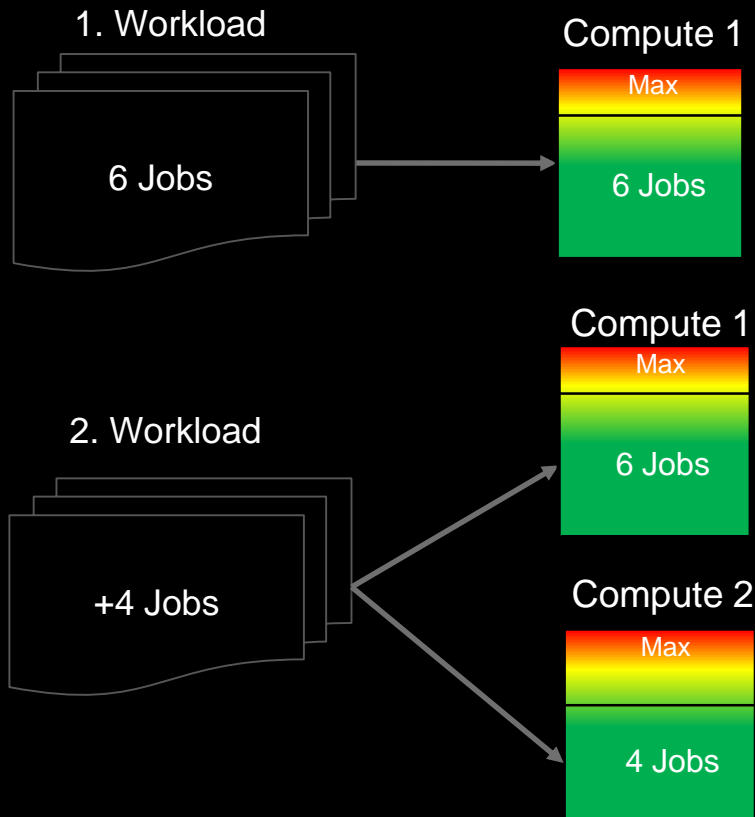 1. Workload
Compute 1
Max
6 Jobs
6 Jobs
Compute 1
Max
2. Workload
6 Jobs
Compute 2
+4 Jobs
Max
4 Jobs